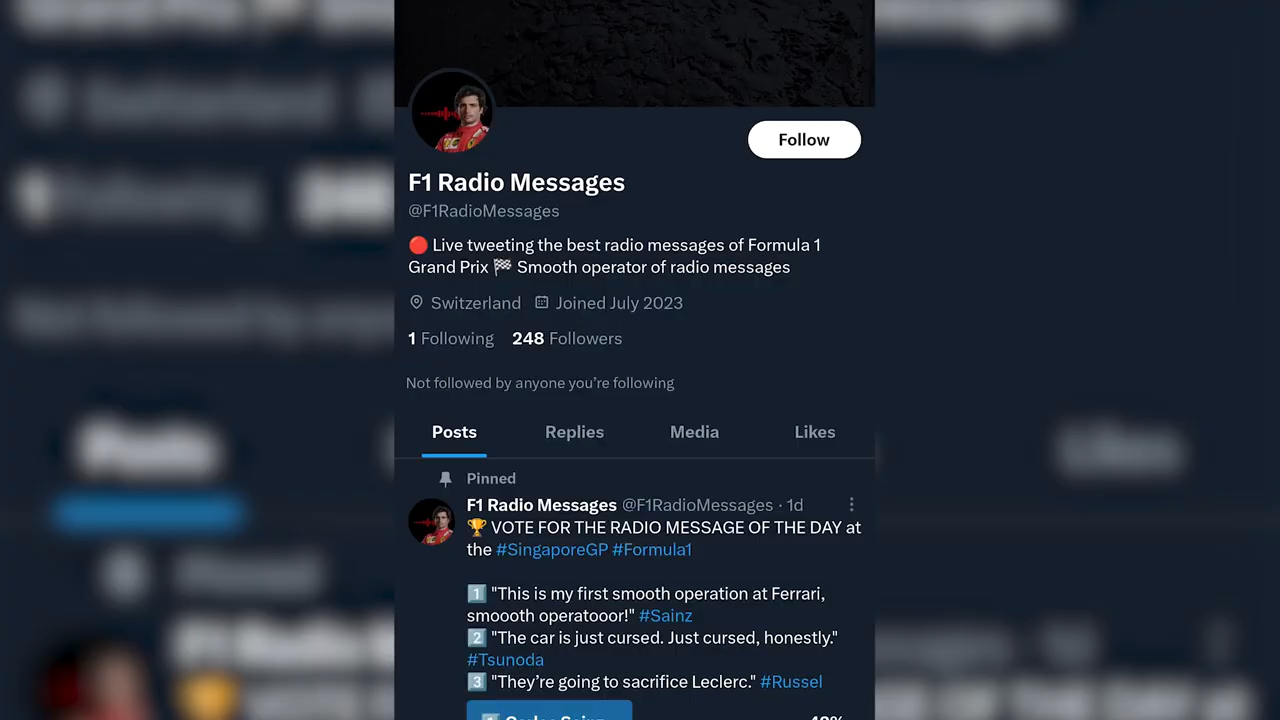 Follow
F1 Radio Messages
@F1RadioMessages
🔴 Live tweeting the best radio messages of Formula 1
Grand Prix 🏁 Smooth operator of radio messages
Switzerland Joined July 2023
1 Following 248 Followers
Not followed by anyone you're following
Posts Replies Media Likes
Pinned
F1 Radio Messages @F1RadioMessages · 1d
🏆 VOTE FOR THE RADIO MESSAGE OF THE DAY at
the #SingaporeGP #Formula1
1️⃣ "This is my first smooth operation at Ferrari,
smoooth operatooor!" #Sainz
2️⃣ "The car is just cursed. Just cursed, honestly."
#Tsunoda
3️⃣ "They're going to sacrifice Leclerc." #Russel